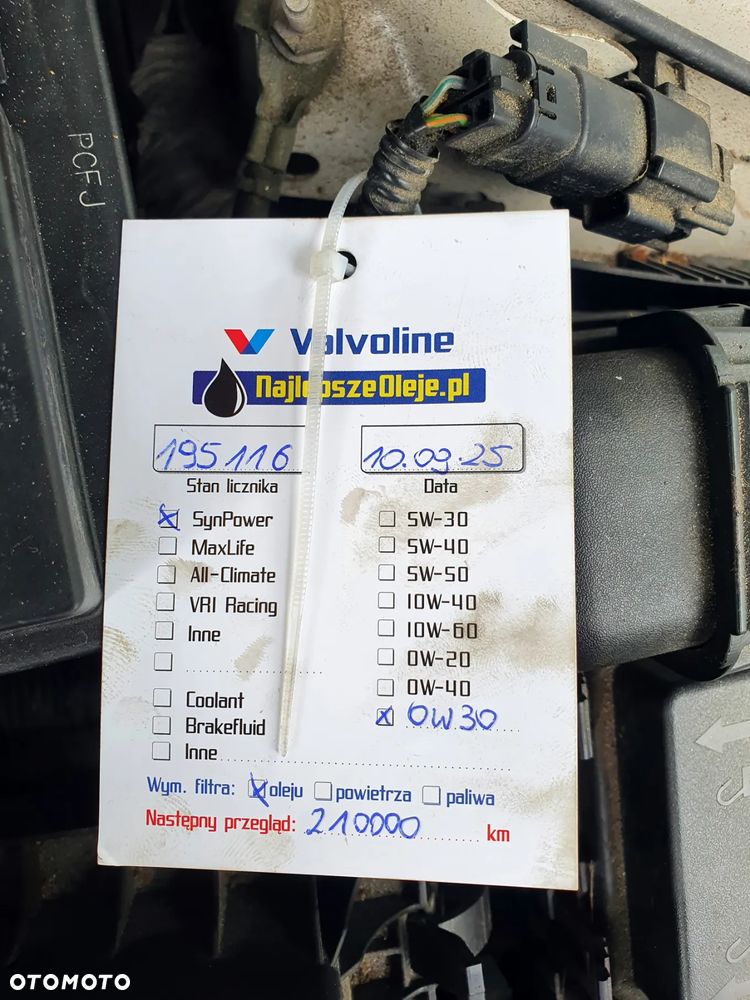 PCFJ
Valvoline
NajlepszeOleje.pl
195116
10.09.25
Stan licznika
Data
SynPower
5W-30
MaxLife
5W-40
All-Climate
5W-50
VR1 Racing
10W-40
Inne
10W-60
0W-20
Coolant
0W-40
Brakefluid
0W30
Inne
Wym. filtra: oleju powietrza paliwa
Następny przegląd: 210000 km
OTOMOTO